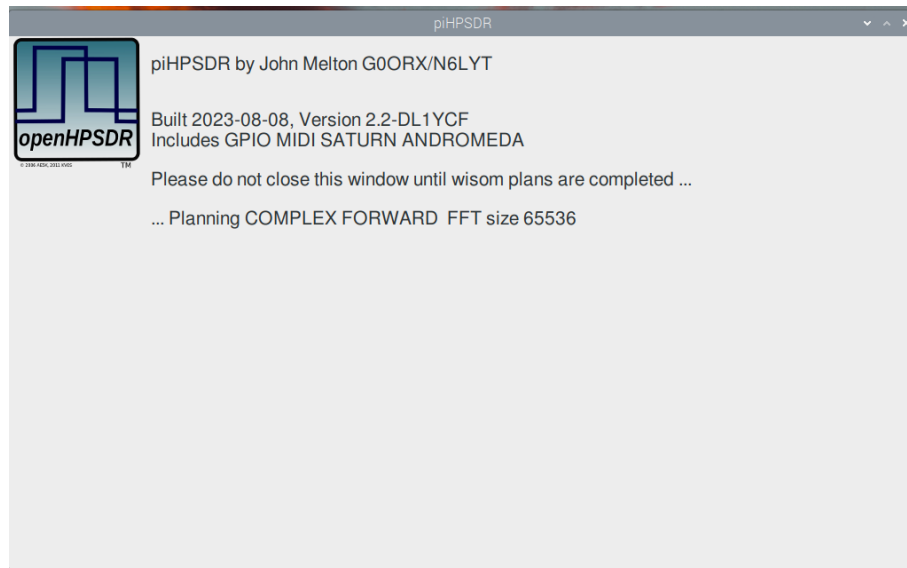 piHPSDR
piHPSDR by John Melton G0ORX/N6LYT
Built 2023-08-08, Version 2.2-DL1YCF
Includes GPIO MIDI SATURN ANDROMEDA
openHPSDR
TM
Please do not close this window until wisom plans are completed ...
... Planning COMPLEX FORWARD  FFT size 65536